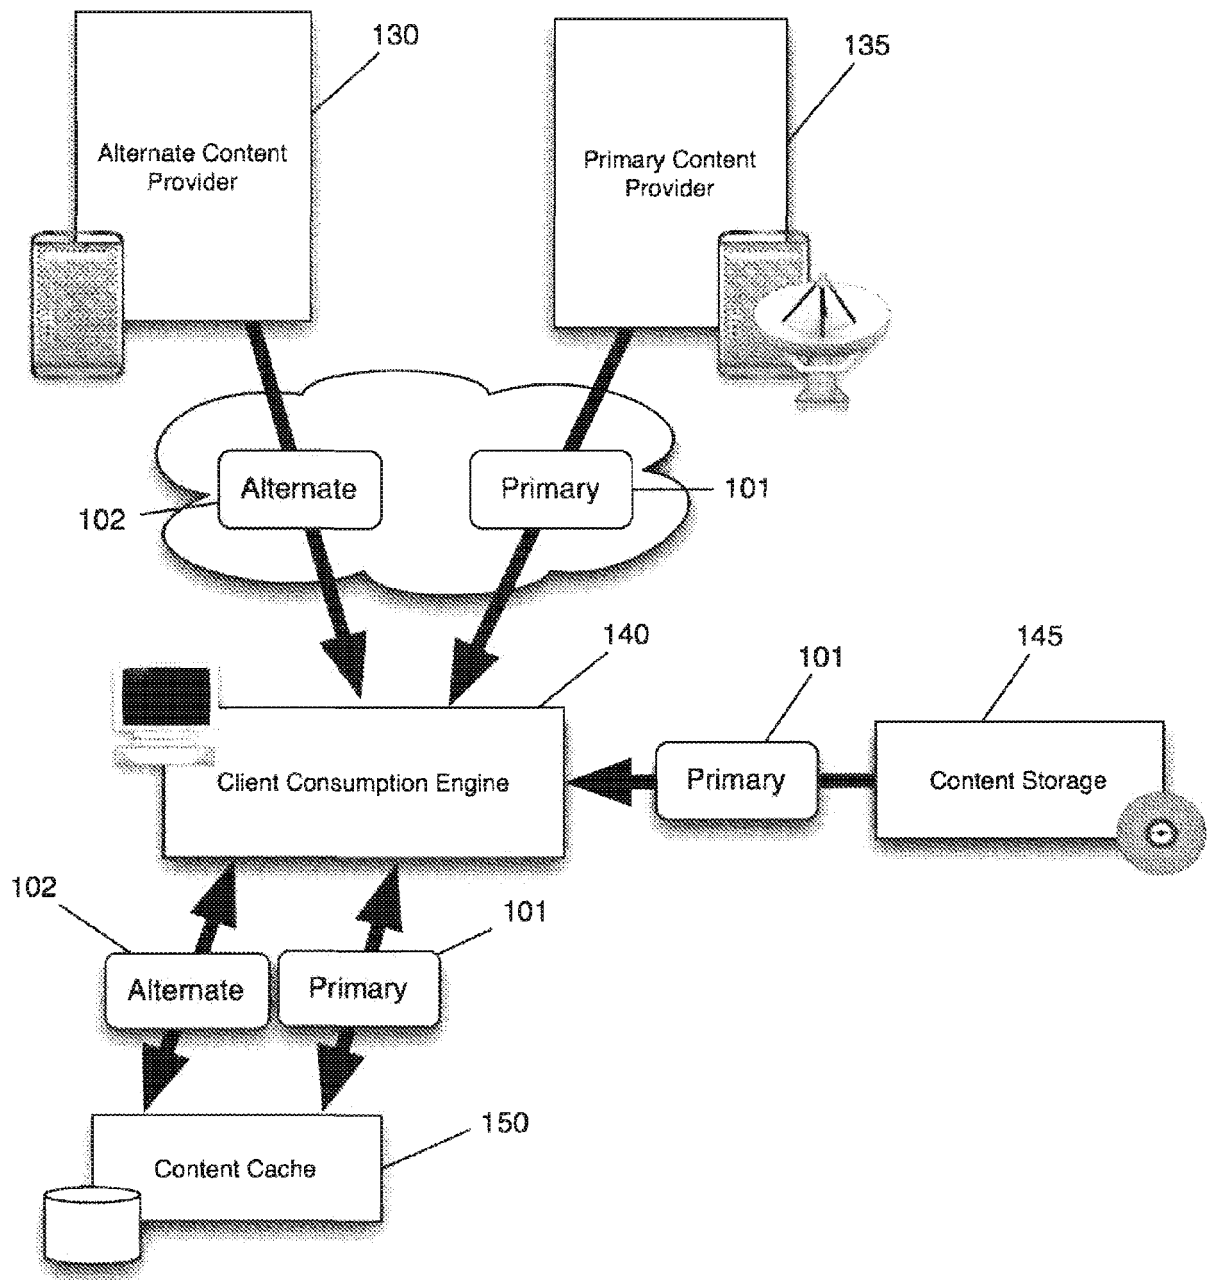 130
135
Alternate Content
Provider
Primary Content
Provider
Alternate
Primary
101
102
140
145
101
Client Consumption Engine
Primary
Content Storage
102
101
Alternate
Primary
150
Content Cache